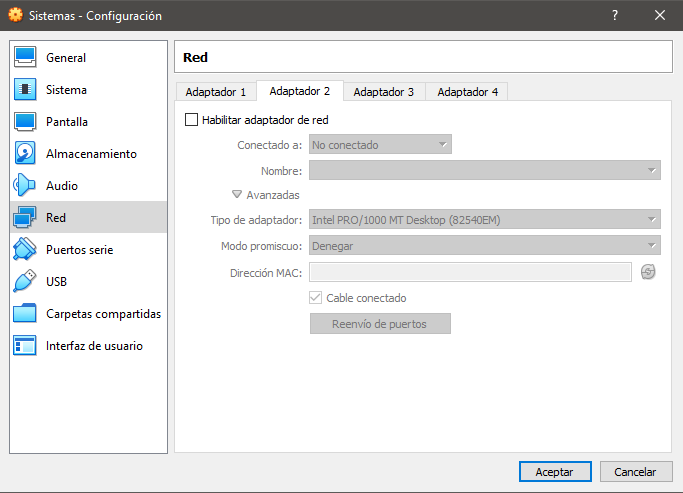 Sistemas - Configuración
?
General
Sistema
Pantalla
Almacenamiento
Audio
Red
Puertos serie
USB
Carpetas compartidas
Interfaz de usuario
Red
Adaptador 1 Adaptador 2 Adaptador 3 Adaptador 4
Habilitar adaptador de red
Conectado a: No conectado
Nombre:
Avanzadas
Tipo de adaptador: Intel PRO/1000 MT Desktop (82540EM)
Modo promiscuo: Denegar
Dirección MAC:
Cable conectado
Reenvío de puertos
Aceptar Cancelar